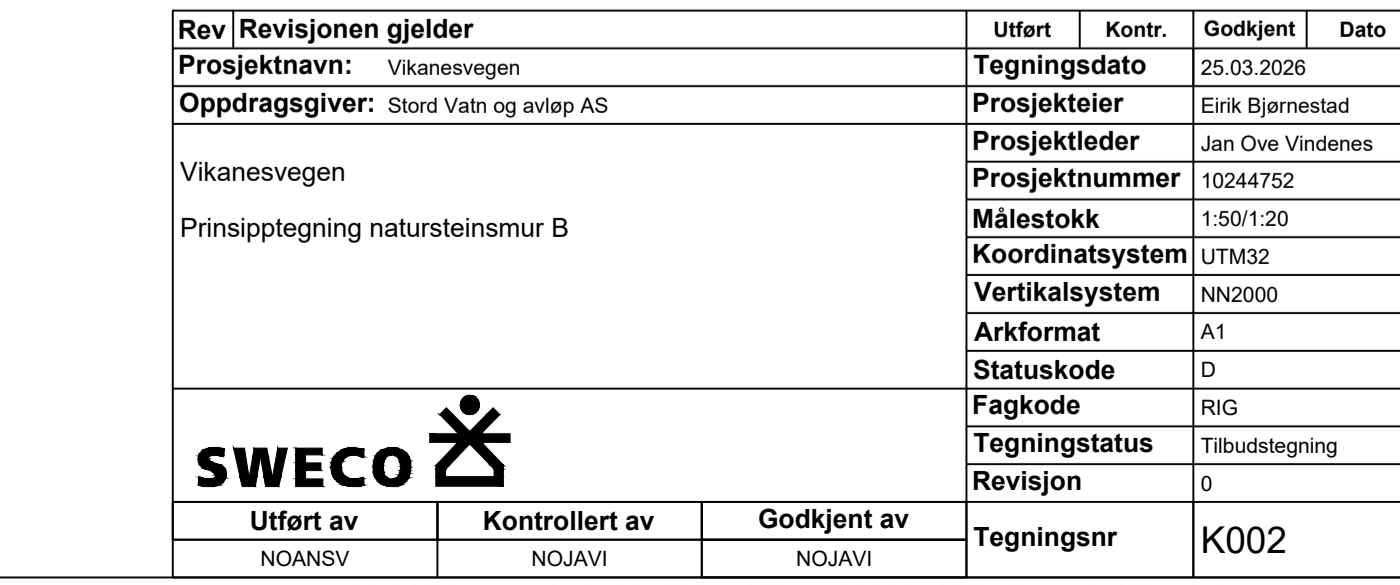 Rev Revisjonen gjelder Utført Kontr. Godkjent Dato
Prosjektnavn: Vikanesvegen Tegningsdato 25.03.2026
Oppdragsgiver: Stord Vatn og avløp AS Prosjekteier Eirik Bjørnestad
Prosjektleder Jan Ove Vindenes
Vikanesvegen
Prosjektnummer 10244752
Prinsipptegning natursteinsmur B Målestokk 1:50/1:20
Koordinatsystem UTM32
Vertikalsystem NN2000
Arkformat A1
Statuskode D
Fagkode RIG
SWECO Tegningstatus Tilbudstegning
Revisjon 0
Utført av Kontrollert av Godkjent av Tegningsnr K002
NOANSV NOJAVI NOJAVI